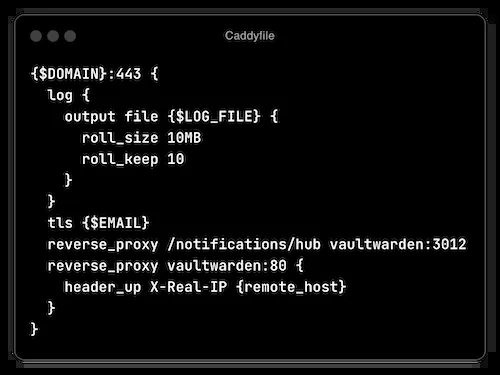 Caddyfile
{$DOMAIN}:443 {
  log {
    output file {$LOG_FILE} {
      roll_size 10MB
      roll_keep 10
    }
  }
  tls {$EMAIL}
  reverse_proxy /notifications/hub vaultwarden:3012
  reverse_proxy vaultwarden:80 {
    header_up X-Real-IP {remote_host}
  }
}